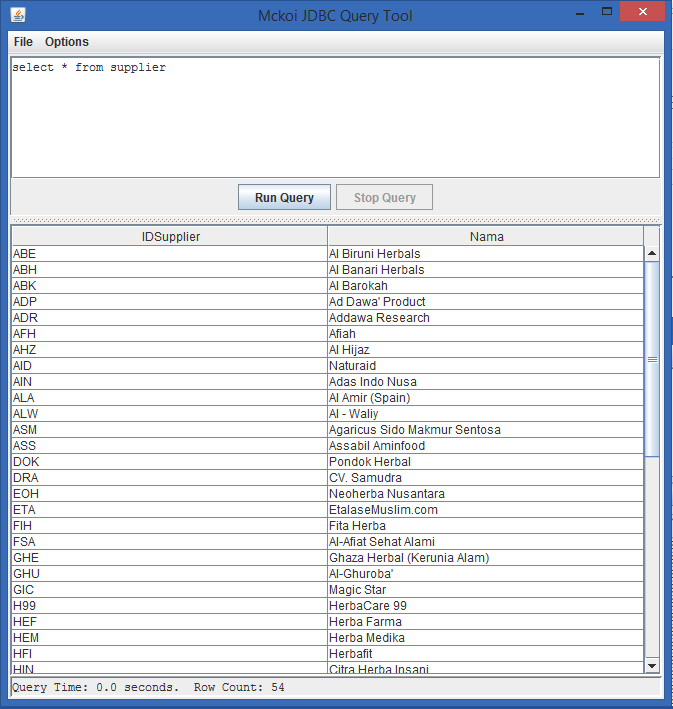 Mckoi JDBC Query Tool
File Options
select * from supplier
Run Query Stop Query
IDSupplier Nama
ABE Al Biruni Herbals
ABH Al Banari Herbals
ABK Al Barokah
ADP Ad Dawa' Product
ADR Addawa Research
AFH Afiah
AHZ Al Hijaz
AID Naturaid
AIN Adas Indo Nusa
ALA Al Amir (Spain)
ALW Al - Waliy
ASM Agaricus Sido Makmur Sentosa
ASS Assabil Aminfood
DOK Pondok Herbal
DRA CV. Samudra
EOH Neoherba Nusantara
ETA EtalaseMuslim.com
FIH Fita Herba
FSA Al-Afiat Sehat Alami
GHE Ghaza Herbal (Kerunia Alam)
GHU Al-Ghuroba'
GIC Magic Star
H99 HerbaCare 99
HEF Herba Farma
HEM Herba Medika
HFI Herbafit
HIN Citra Herba Insani
Query Time: 0.0 seconds. Row Count: 54